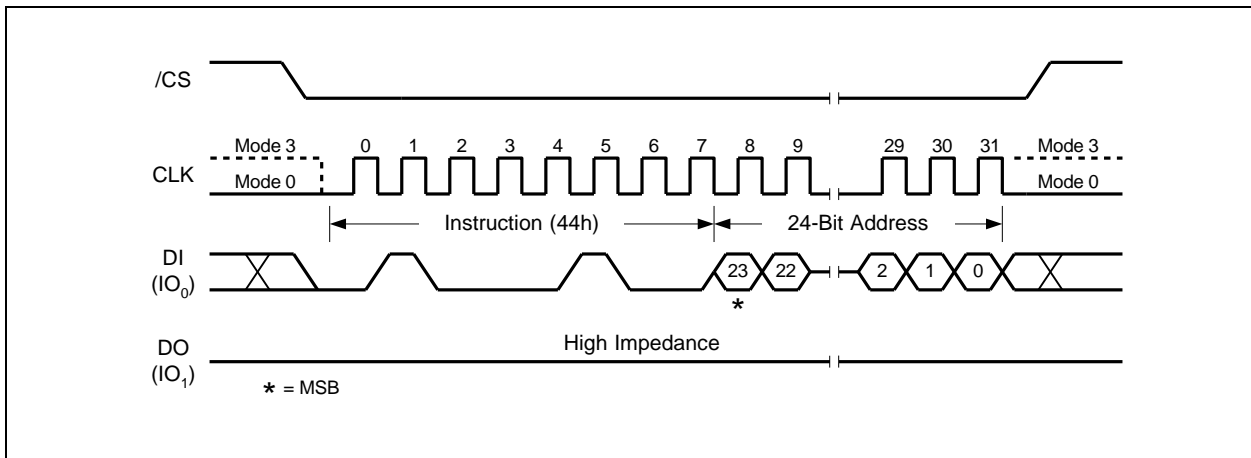 /CS
Mode 3 0 1 2 3 4 5 6 7 8 9 29 30 31 Mode 3
CLK
Mode 0 Mode 0
Instruction (44h) 24-Bit Address
DI
(IO0)
23 22 2 1 0
*
DO
(IO1)
High Impedance
* = MSB